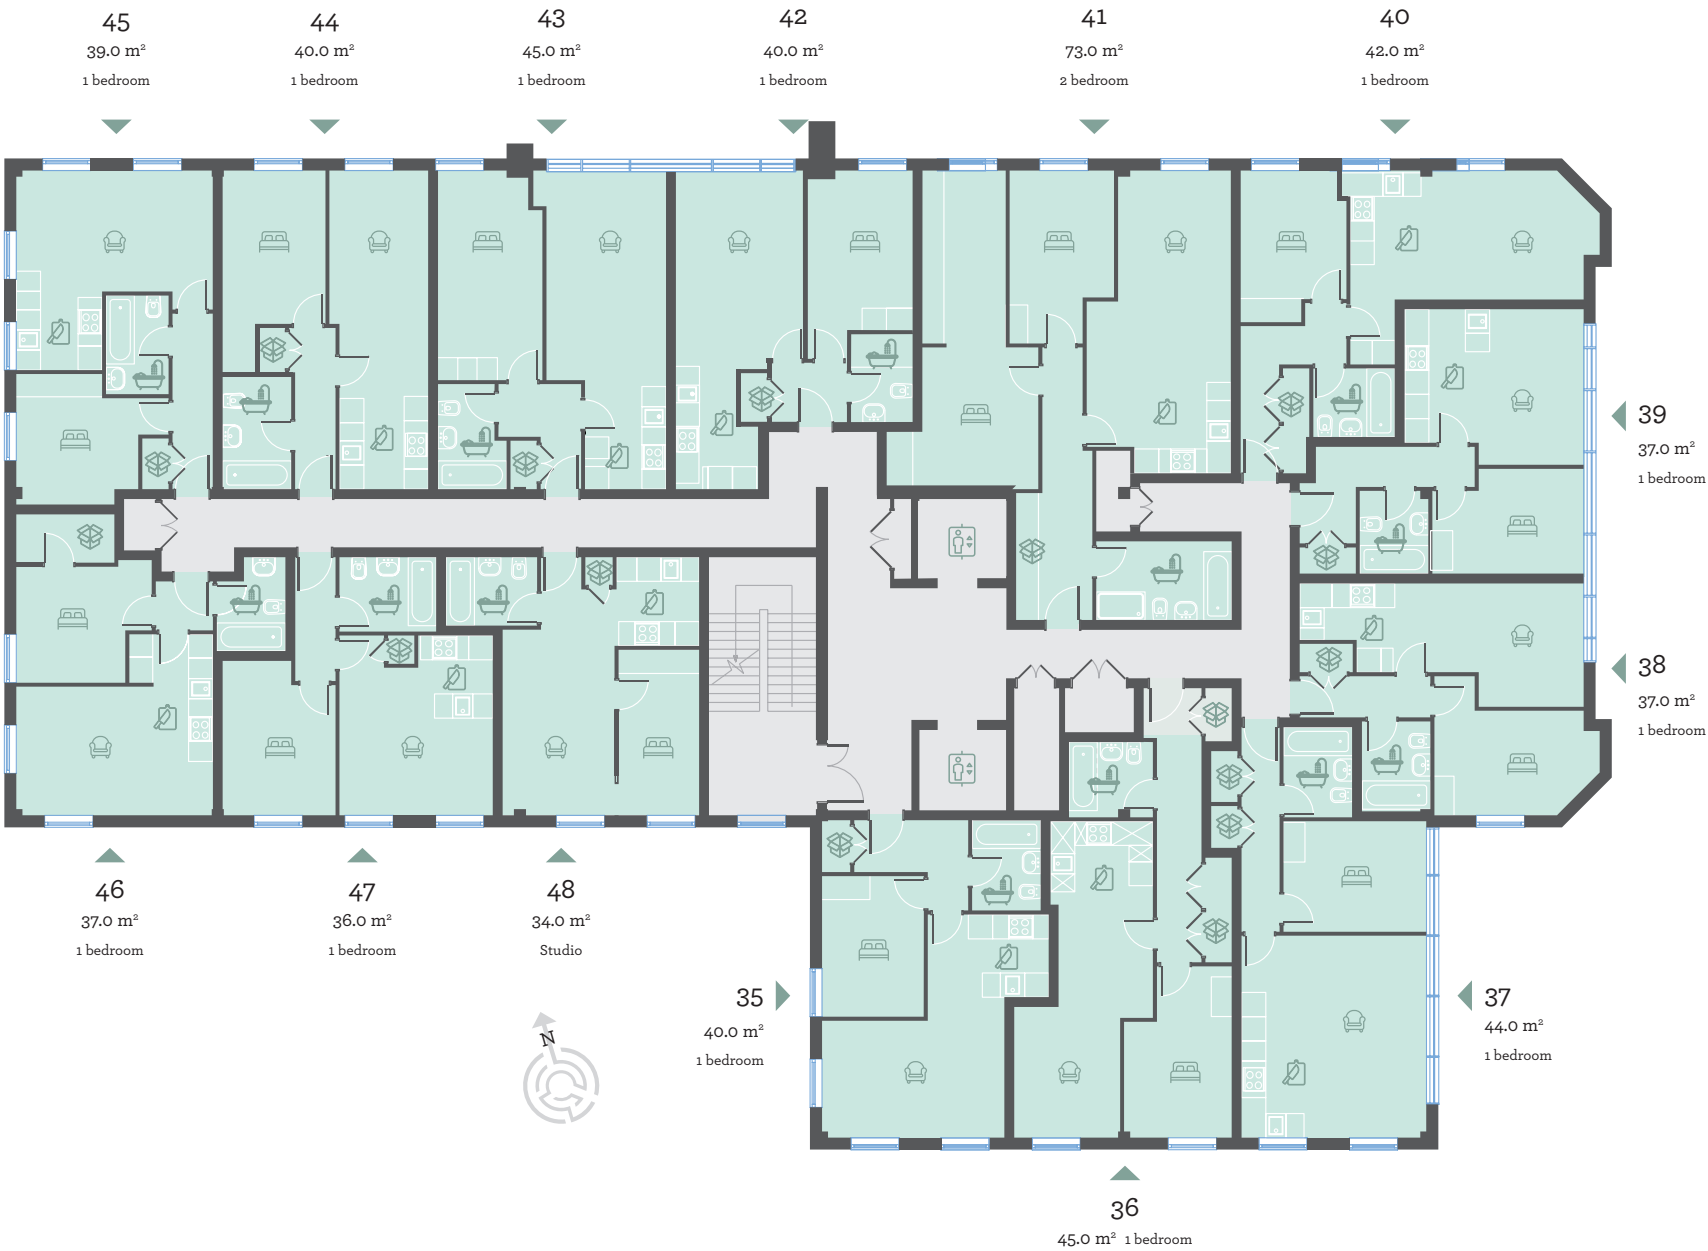 45
39.0 m²
1 bedroom
44
40.0 m²
1 bedroom
43
45.0 m²
1 bedroom
42
40.0 m²
1 bedroom
41
73.0 m²
2 bedroom
40
42.0 m²
1 bedroom
39
37.0 m²
1 bedroom
38
37.0 m²
1 bedroom
46
37.0 m²
1 bedroom
47
36.0 m²
1 bedroom
48
34.0 m²
Studio
35
40.0 m²
1 bedroom
37
44.0 m²
1 bedroom
N
36
45.0 m² 1 bedroom